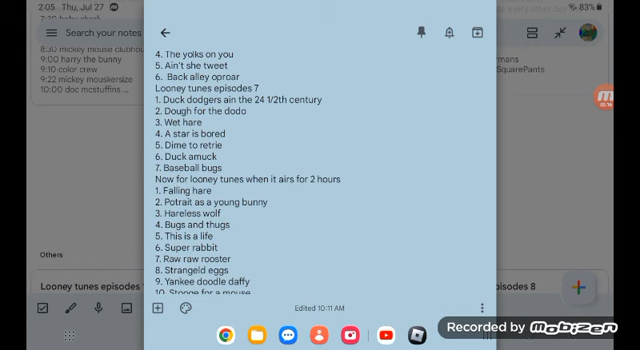 2:05 Thu, Jul 27
83%
Search your notes
8:30 mickey mouse clubhou
9:00 harry the bunny
9:10 color crew
9:22 mickey mouskersize
10:00 doc mcstuffins ...
rmans
SquarePants
4. The yolks on you
5. Ain't she tweet
6. Back alley oproar
Looney tunes episodes 7
1. Duck dodgers ain the 24 1/2th century
2. Dough for the dodo
3. Wet hare
4. A star is bored
5. Dime to retrie
6. Duck amuck
7. Baseball bugs
Now for looney tunes when it airs for 2 hours
1. Falling hare
2. Potrait as a young bunny
3. Hareless wolf
4. Bugs and thugs
5. This is a life
6. Super rabbit
7. Raw raw rooster
8. Strangeld eggs
9. Yankee doodle daffy
10. Stooge for a mouse
Others
Looney tunes episodes 1
episodes 8
Edited 10:11 AM
Recorded by mobizen